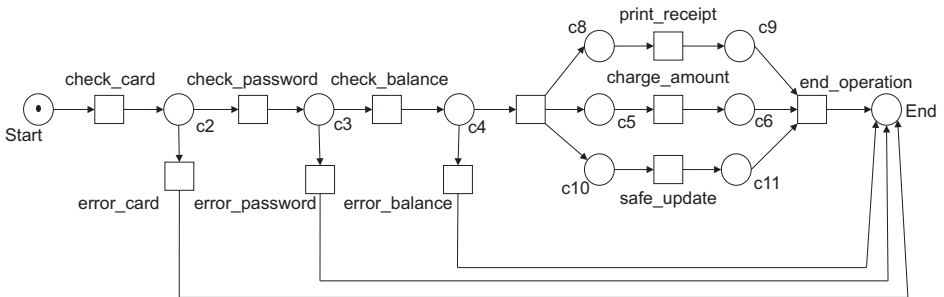 print_receipt
c8
c9
check_card
check_password
check_balance
charge_amount
end_operation
Start
c2
c3
c4
c5
c6
End
error_card
error_password
error_balance
c10
c11
safe_update